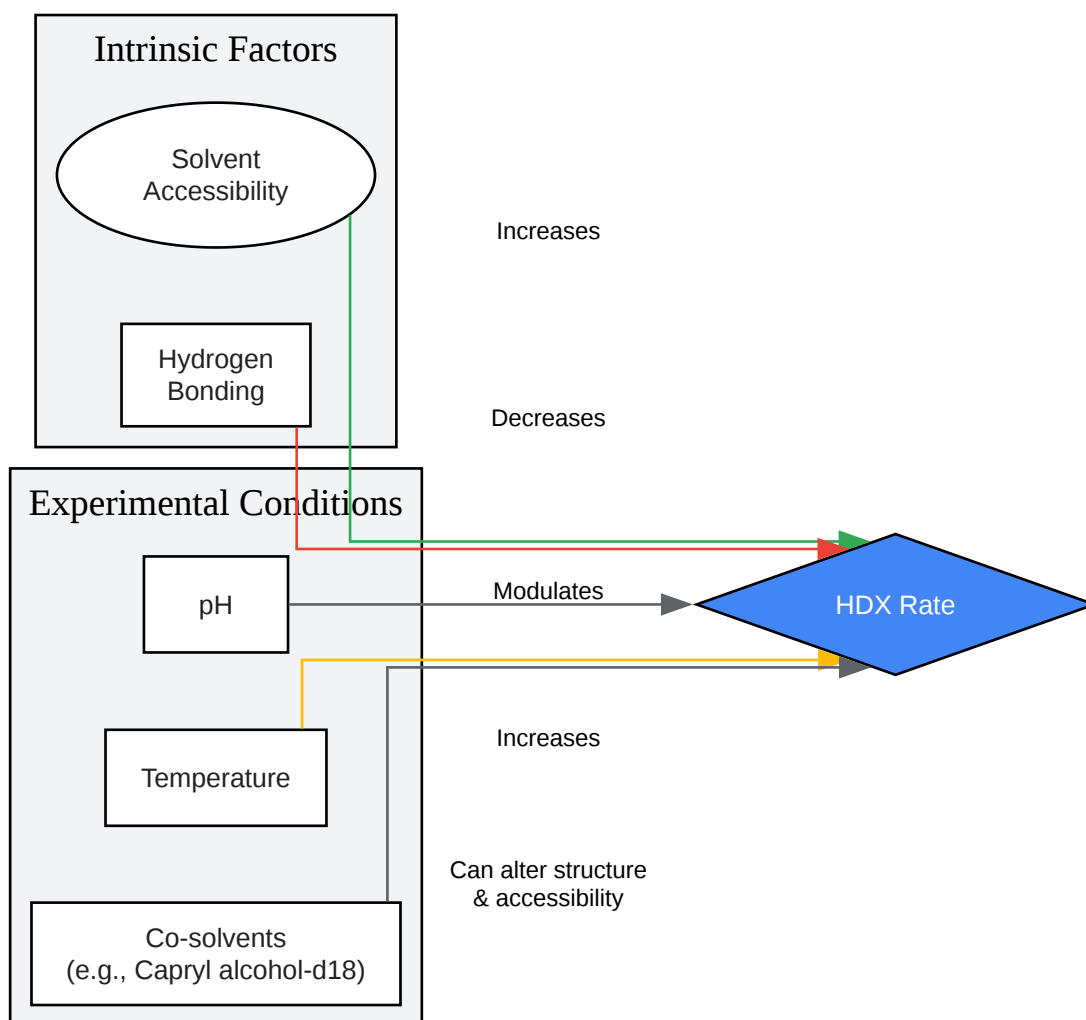 Intrinsic Factors
Solvent
Accessibility
Increases
Hydrogen
Bonding
Decreases
Experimental Conditions
pH
Modulates
HDX Rate
Temperature
Increases
Can alter structure
& accessibility
Co-solvents
(e.g., Capryl alcohol-d18)